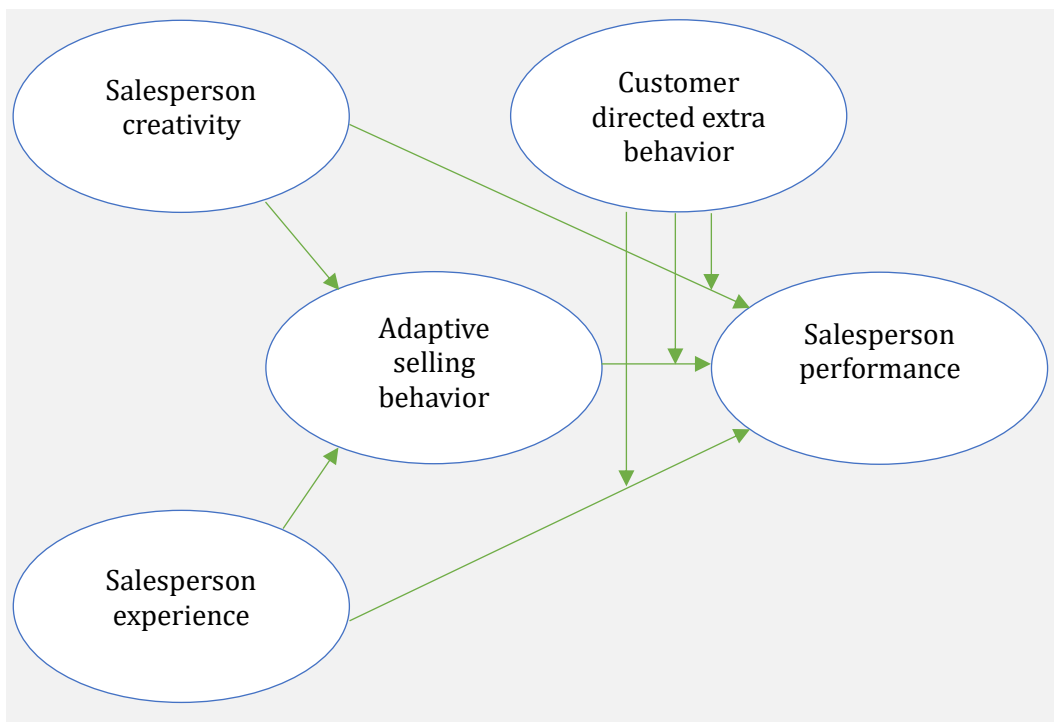 Salesperson
creativity
Customer
directed extra
behavior
Adaptive
selling
behavior
Salesperson
performance
Salesperson
experience